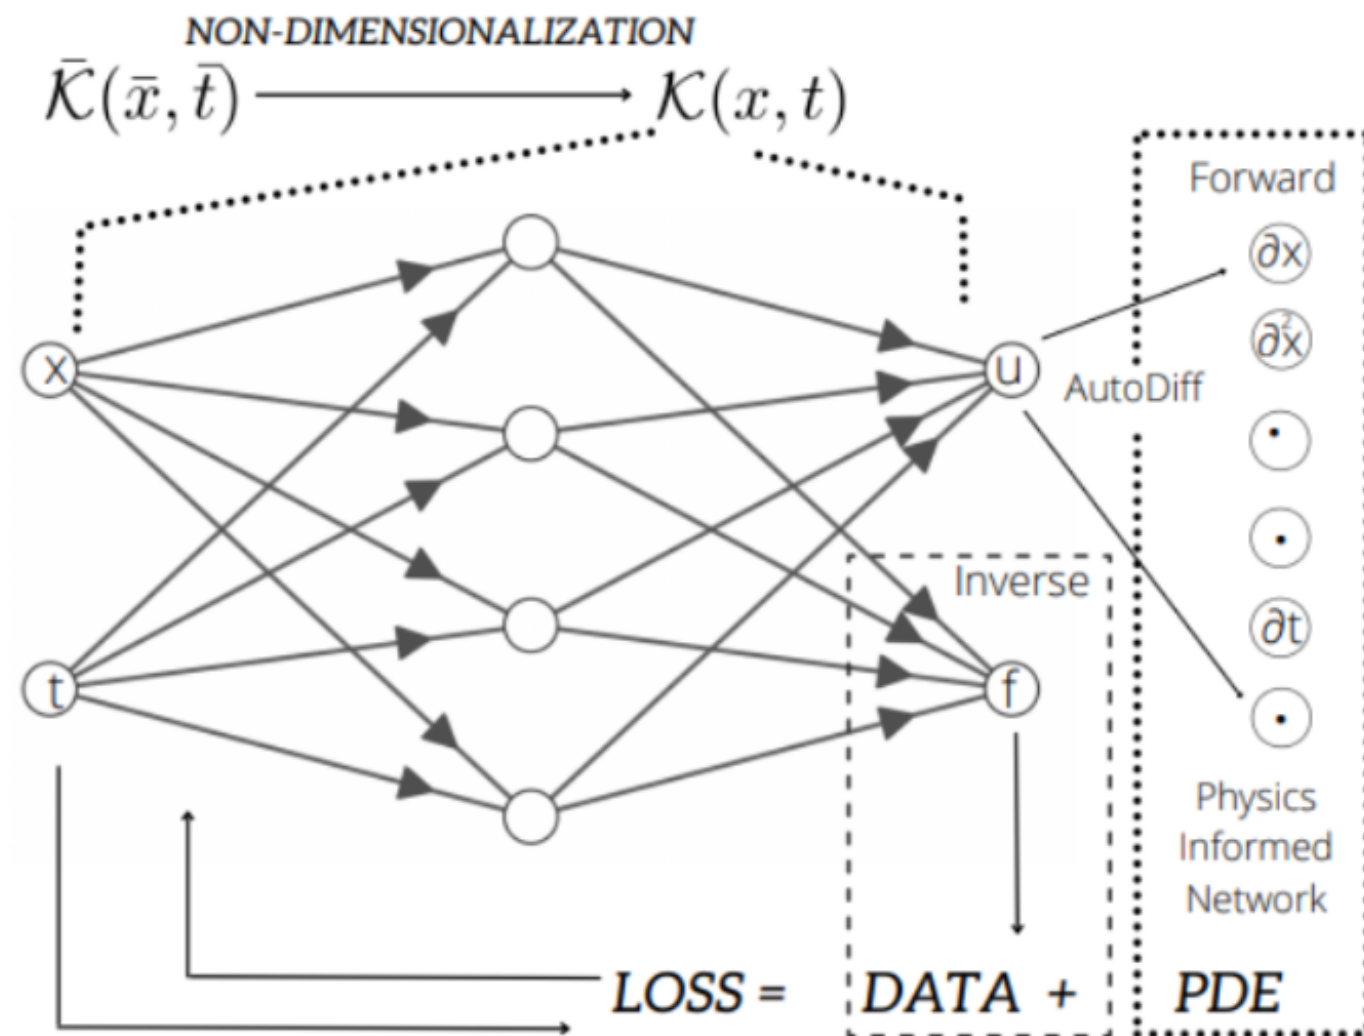 NON-DIMENSIONALIZATION
𝒦̄(x̄, t̄) 𝒦(x, t)
Forward
∂x
∂²x
x
u
AutoDiff
Inverse
∂t
t
f
Physics
Informed
Network
LOSS = DATA + PDE